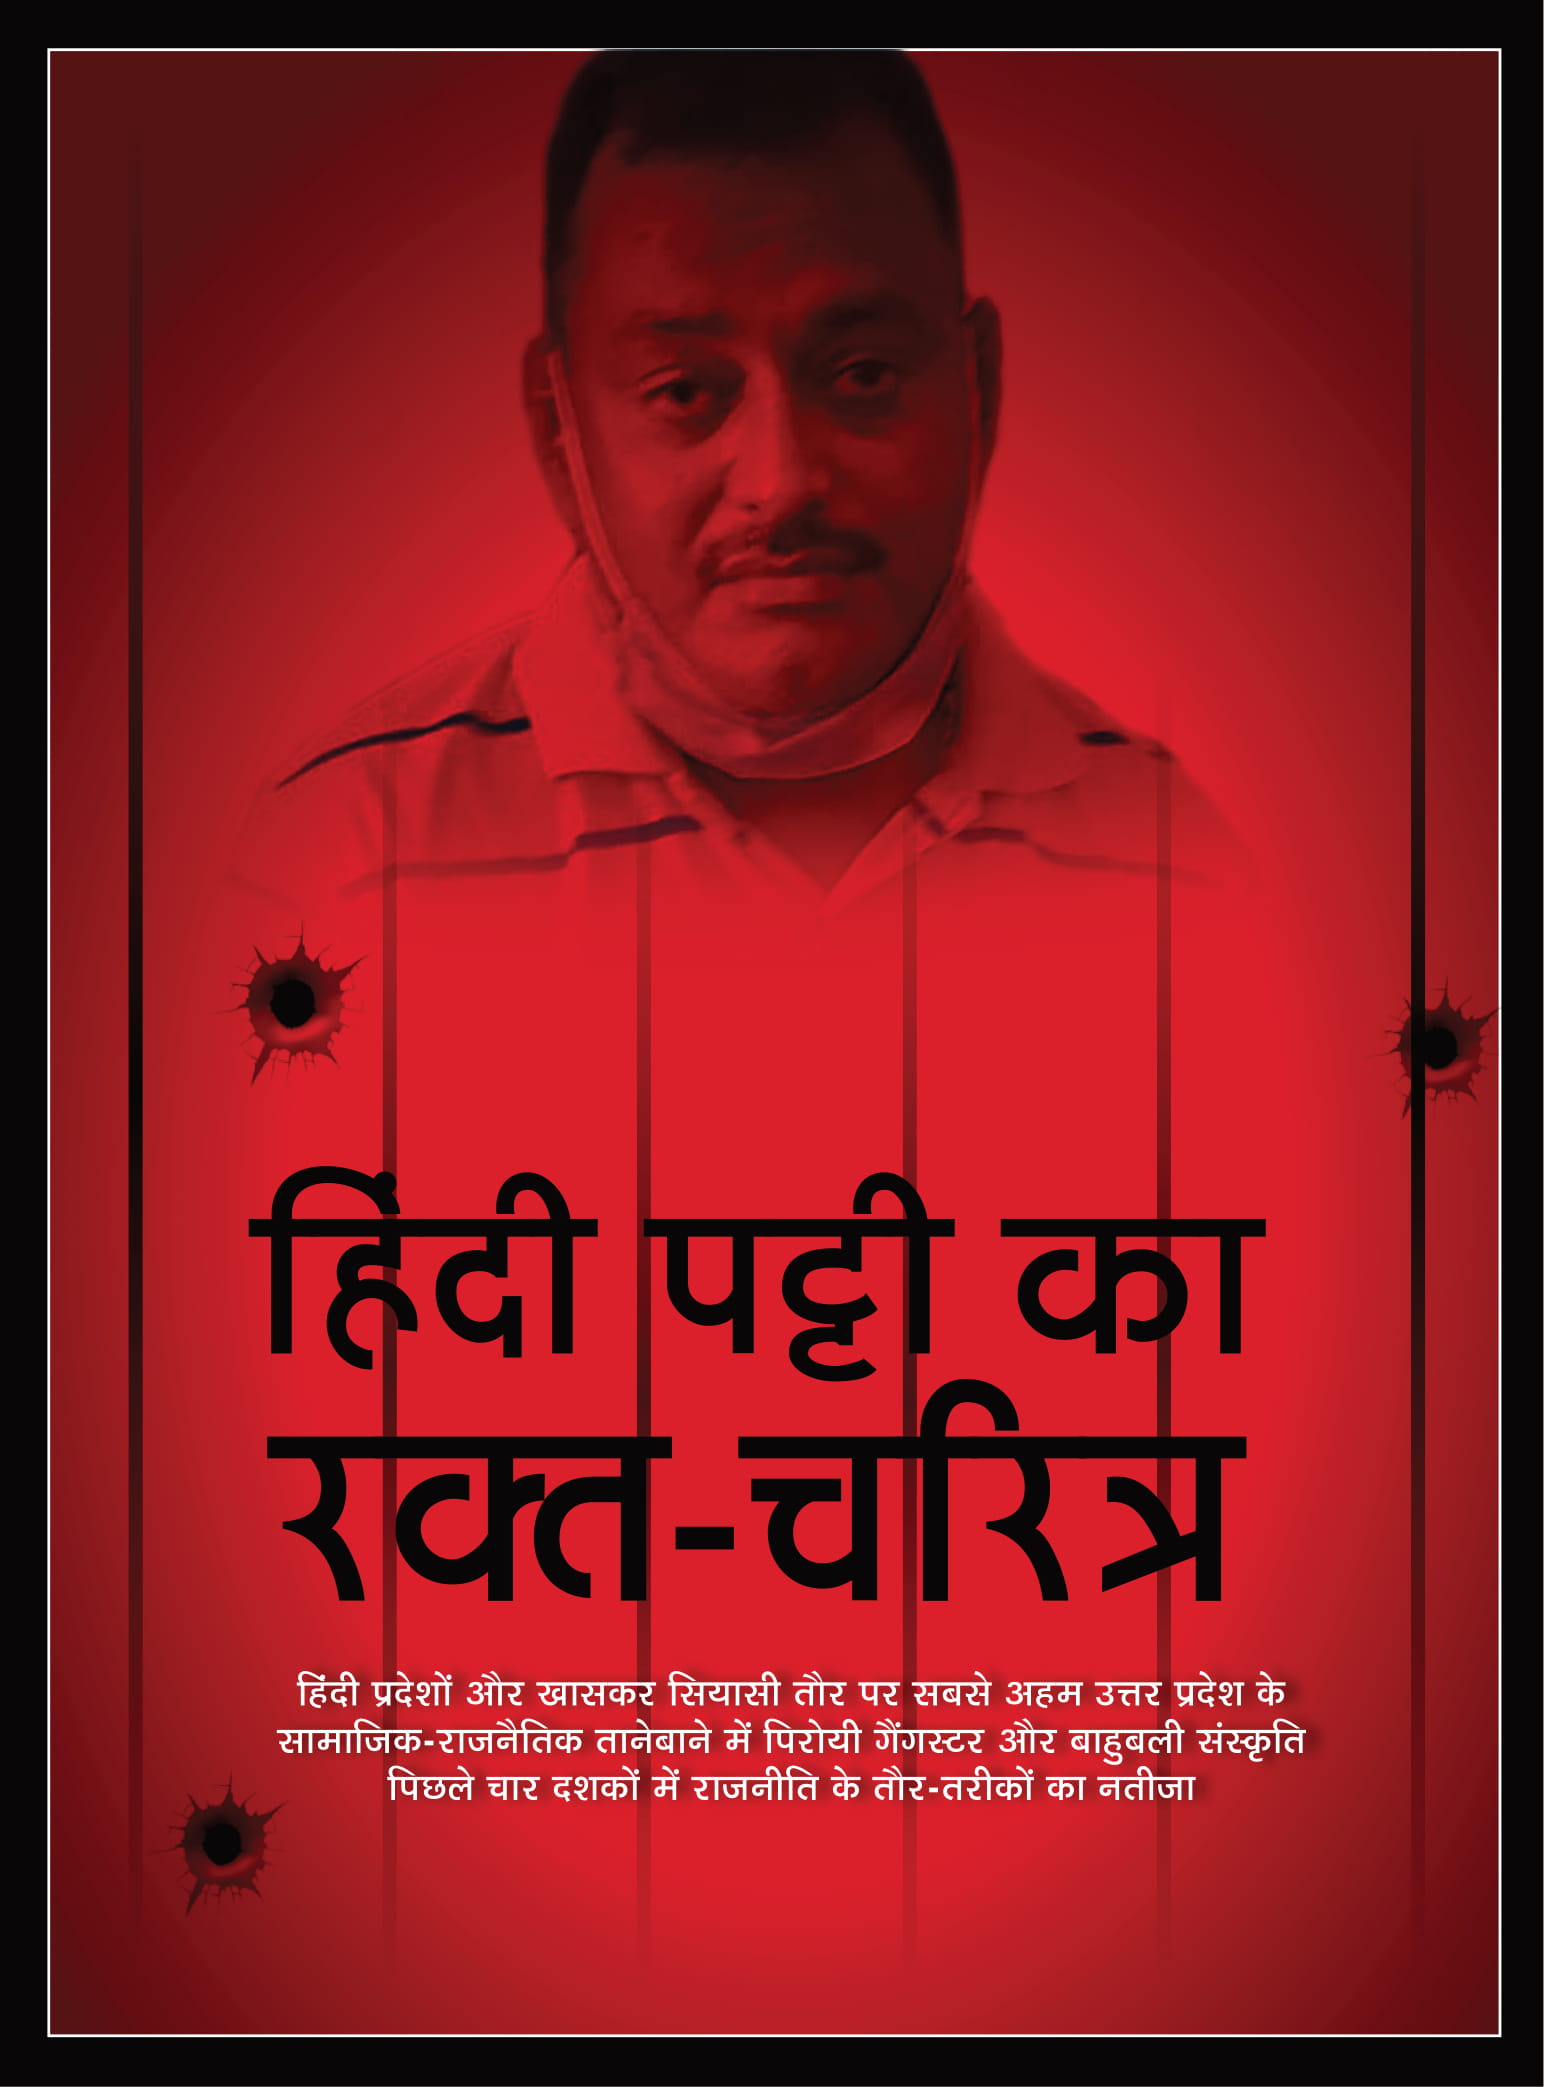 हिंदी पट्टी का
रक्त-चरित्र
हिंदी प्रदेशों और खासकर सियासी तौर पर सबसे अहम उत्तर प्रदेश के
सामाजिक-राजनैतिक तानेबाने में पिरोयी गैंगस्टर और बाहुबली संस्कृति
पिछले चार दशकों में राजनीति के तौर-तरीकों का नतीजा